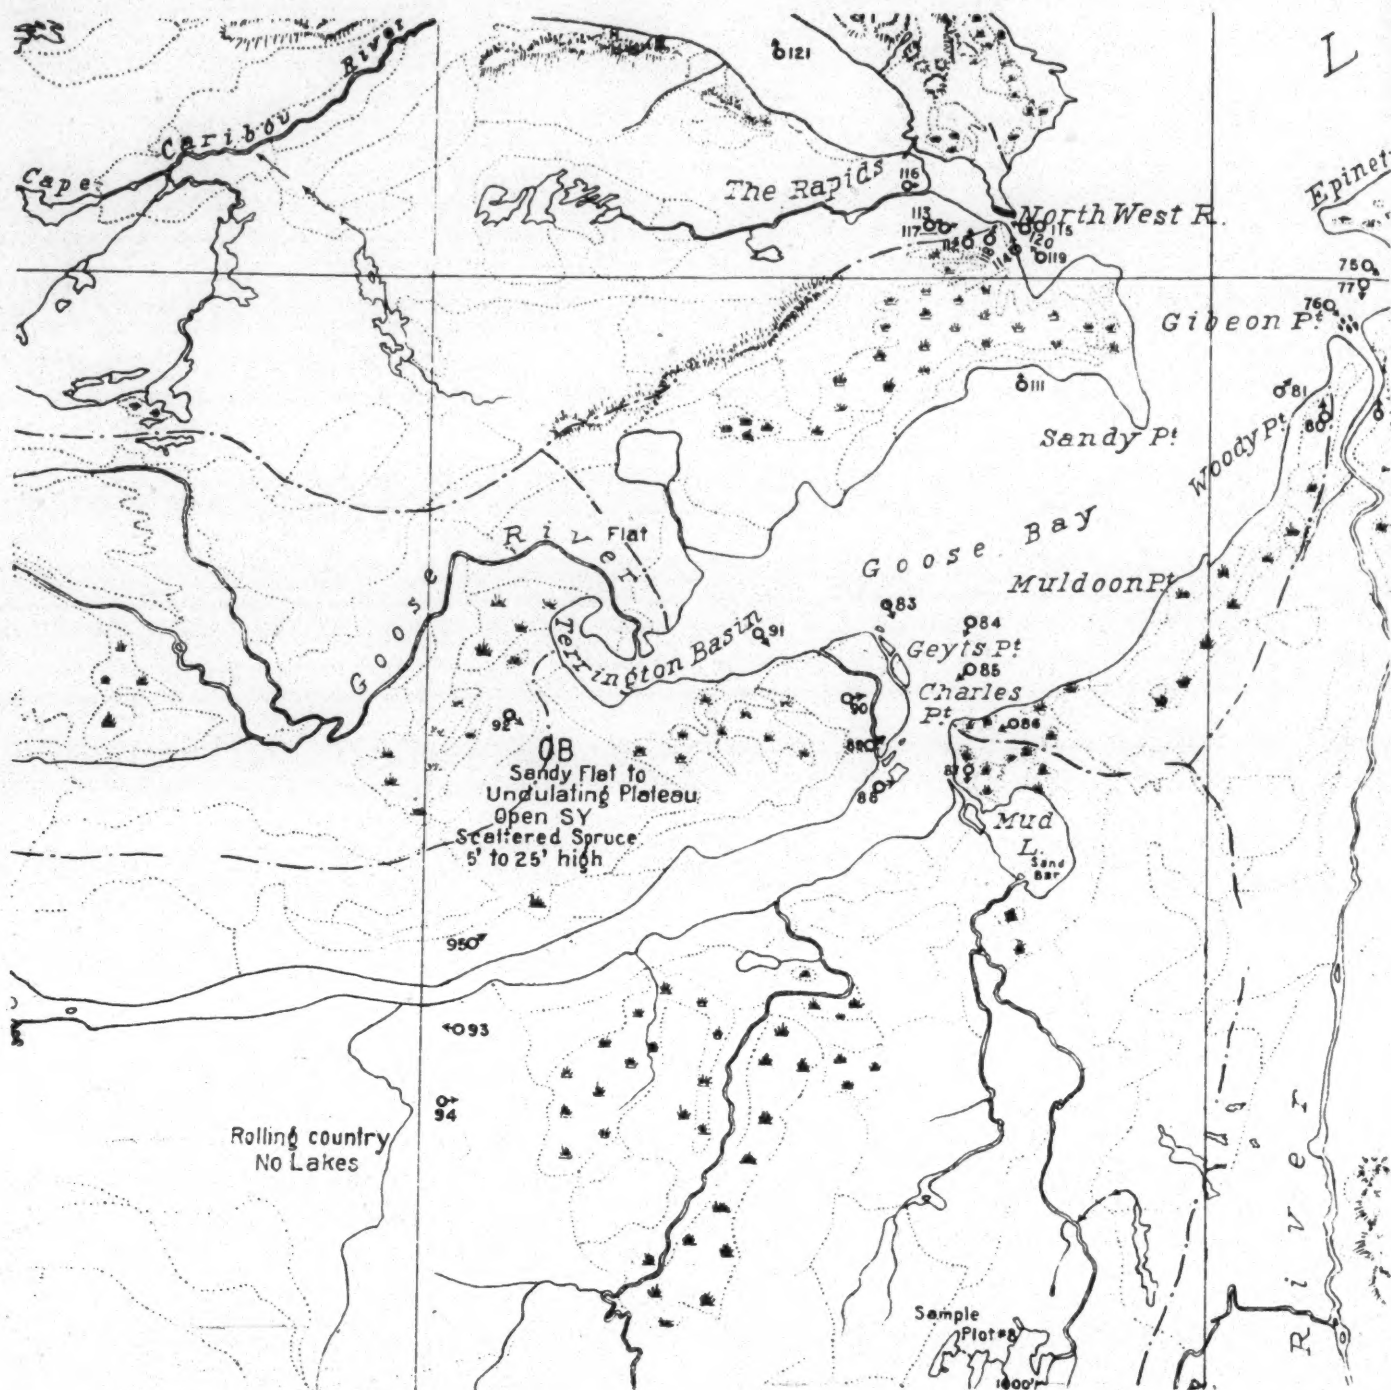 L
121
Cape Caribou River
The Rapids
116
Epinet
North West R.
113
117
112
118
114
115
120
119
75
77
76
Gibeon Pt
81
80
111
Sandy Pt
Woody Pt
Goose River
Flat
Goose Bay
Muldoon Pt
83
84
Terrington Basin
91
Geyts Pt
85
Charles Pt
90
86
92
89
87
88
Sandy Flat to
Undulating Plateau
Open SY
Scattered Spruce
5' to 25' high
Mud
L.
Sand
Bar
95
93
94
Rolling country
No Lakes
River
Sample
Plot #8